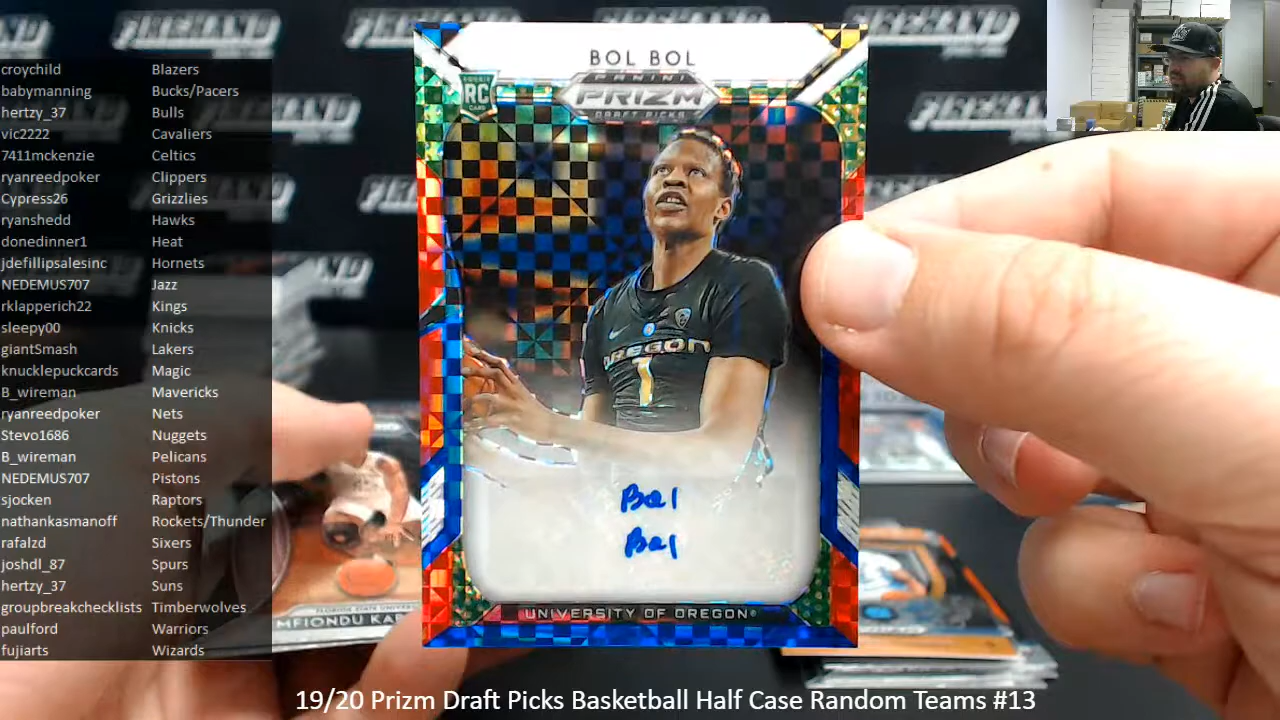 croychild Blazers
babymanning Bucks/Pacers
hertzy_37 Bulls
vic2222 Cavaliers
7411mckenzie Celtics
ryanreedpoker Clippers
Cypress26 Grizzlies
ryanshedd Hawks
donedinner1 Heat
jdefillipsalesinc Hornets
NEDEMUS707 Jazz
rklapperich22 Kings
sleepy00 Knicks
giantSmash Lakers
knucklepuckcards Magic
B_wireman Mavericks
ryanreedpoker Nets
Stevo1686 Nuggets
B_wireman Pelicans
NEDEMUS707 Pistons
sjocken Raptors
nathankasmanoff Rockets/Thunder
rafalzd Sixers
joshdl_87 Spurs
hertzy_37 Suns
groupbreakchecklists Timberwolves
paulford Warriors
fujiarts Wizards
BOL BOL
PANINI
PRIZM
DRAFT PICKS
RC
OREGON
1
Bol
Bol
UNIVERSITY OF OREGON
FIREHAND
FLORIDA STATE
MFIONDU
19/20 Prizm Draft Picks Basketball Half Case Random Teams #13